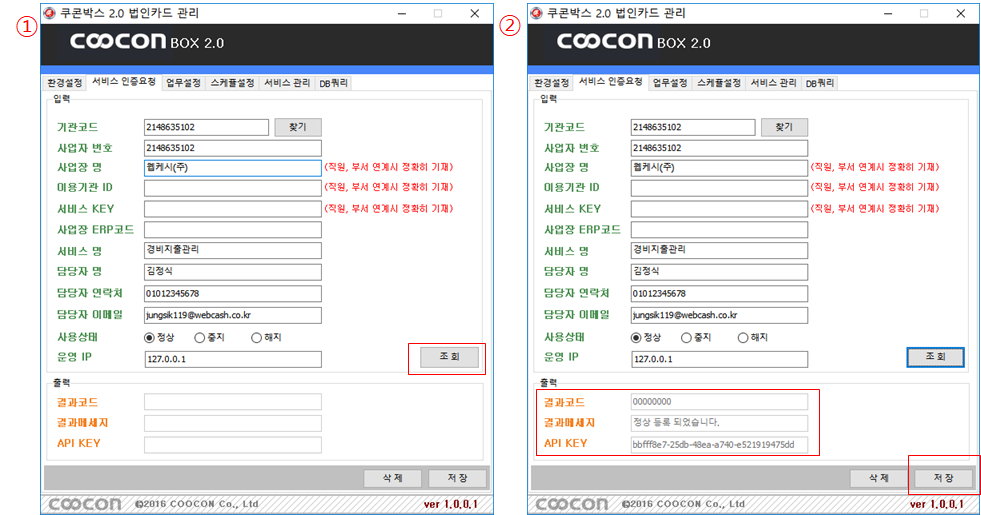 ①
쿠콘박스 2.0 법인카드 관리
COOCON BOX 2.0
환경설정 서비스 인증요청 업무설정 스케쥴설정 서비스 관리 DB쿼리
입력
기관코드 2148635102 찾기
사업자 번호 2148635102
사업장 명 웹케시(주) (직원, 부서 연계시 정확히 기재)
이용기관 ID (직원, 부서 연계시 정확히 기재)
서비스 KEY (직원, 부서 연계시 정확히 기재)
사업장 ERP코드
서비스 명 경비지출관리
담당자 명 김정식
담당자 연락처 01012345678
담당자 이메일 jungsik119@webcash.co.kr
사용상태 정상 중지 해지
운영 IP 127.0.0.1 조회
출력
결과코드
결과메세지
API KEY
삭제 저장
COOCON ©2016 COOCON Co., Ltd ver 1.0.0.1
②
쿠콘박스 2.0 법인카드 관리
COOCON BOX 2.0
환경설정 서비스 인증요청 업무설정 스케쥴설정 서비스 관리 DB쿼리
입력
기관코드 2148635102 찾기
사업자 번호 2148635102
사업장 명 웹케시(주) (직원, 부서 연계시 정확히 기재)
이용기관 ID (직원, 부서 연계시 정확히 기재)
서비스 KEY (직원, 부서 연계시 정확히 기재)
사업장 ERP코드
서비스 명 경비지출관리
담당자 명 김정식
담당자 연락처 01012345678
담당자 이메일 jungsik119@webcash.co.kr
사용상태 정상 중지 해지
운영 IP 127.0.0.1 조회
출력
결과코드 00000000
결과메세지 정상 등록 되었습니다.
API KEY bbfff8e7-25db-48ea-a740-e521919475dd
삭제 저장
COOCON ©2016 COOCON Co., Ltd ver 1.0.0.1